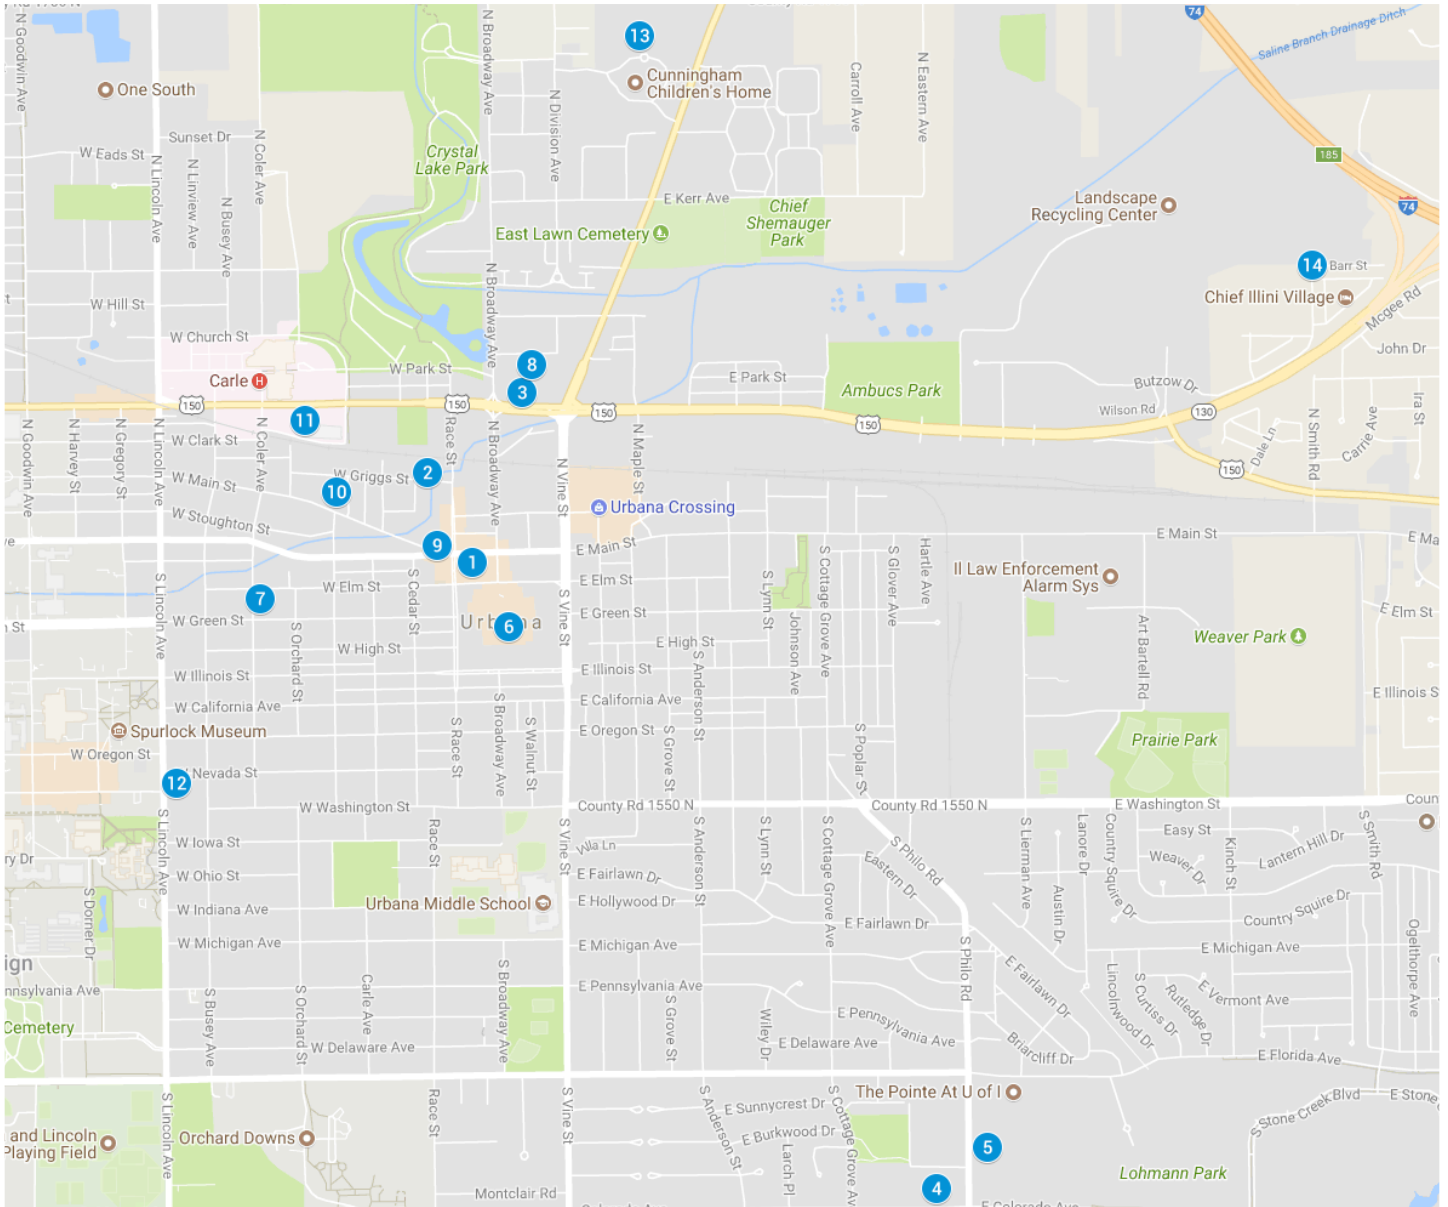 N Goodwin Ave
One South
Sunset Dr
W Eads St
N Lincoln Ave
N Linview Ave
N Busey Ave
N Coler Ave
Crystal
Lake Park
N Broadway Ave
N Division Ave
13
Cunningham
Children's Home
Carroll Ave
N Eastern Ave
74
Saline Branch Drainage Ditch
185
74
E Kerr Ave
East Lawn Cemetery
Chief
Shemauger
Park
Landscape
Recycling Center
14
Barr St
Chief Illini Village
Mcgee Rd
John Dr
W Hill St
W Church St
N Broadway Ave
W Park St
Carle
H
8
3
E Park St
Ambucs Park
Butzow Dr
Wilson Rd
130
150
150
150
150
150
11
N Goodwin Ave
N Harvey St
N Gregory St
N Lincoln Ave
W Clark St
N Coler Ave
W Main St
W Stoughton St
W Griggs St
2
10
Race St
N Broadway Ave
N Vine St
N Maple St
Urbana Crossing
Dale Ln
N Smith Rd
Carrie Ave
Ira St
9
1
E Main St
E Main St
E Ma
E Elm St
E Green St
E High St
E Illinois St
E California Ave
E Oregon St
S Lynn St
Johnson Ave
S Cottage Grove Ave
S Glover Ave
Hartle Ave
Il Law Enforcement
Alarm Sys
Art Bartell Rd
Weaver Park
E Elm St
E Illinois S
7
W Elm St
W Green St
n St
S Lincoln Ave
S Orchard St
S Cedar St
W High St
W Illinois St
W California Ave
Urbana
6
S Vine St
S Anderson St
S Grove St
S Poplar St
Spurlock Museum
W Oregon St
W Nevada St
12
S Race St
S Broadway Ave
S Walnut St
Prairie Park
W Washington St
County Rd 1550 N
County Rd 1550 N
E Washington St
Coun
S Lincoln Ave
W Iowa St
W Ohio St
W Indiana Ave
W Michigan Ave
ry Dr
S Dorner Dr
Race St
Urbana Middle School
S Vine St
E Fairlawn Dr
E Hollywood Dr
E Michigan Ave
E Pennsylvania Ave
S Anderson St
S Lynn St
S Cottage Grove Ave
Eastern Dr
S Philo Rd
E Fairlawn Dr
S Lierman Ave
Austin Dr
Lanore Dr
Country Squire Dr
Easy St
Weaver Dr
Kinch St
Lantern Hill Dr
S Smith Rd
Country Squire Dr
E Michigan Ave
Ogelthorpe Ave
ign
nnsylvania Ave
Cemetery
S Busey Ave
S Orchard St
Carle Ave
W Delaware Ave
S Broadway Ave
S Grove St
Wiley Dr
E Delaware Ave
E Pennsylvania Ave
S Philo Rd
E Fairlawn Dr
Briarcliff Dr
Lincolnwood Dr
S Curtiss Dr
Rutledge Dr
E Vermont Ave
E Florida Ave
The Pointe At U of I
S Stone Creek Blvd
E Stone
S Lincoln Ave
and Lincoln
Playing Field
Orchard Downs
Race St
S Vine St
S Anderson St
E Sunnycrest Dr
E Burkwood Dr
Larch Pl
S Cottage Grove Av
5
4
Lohmann Park
Montclair Rd
E Colorado Ave